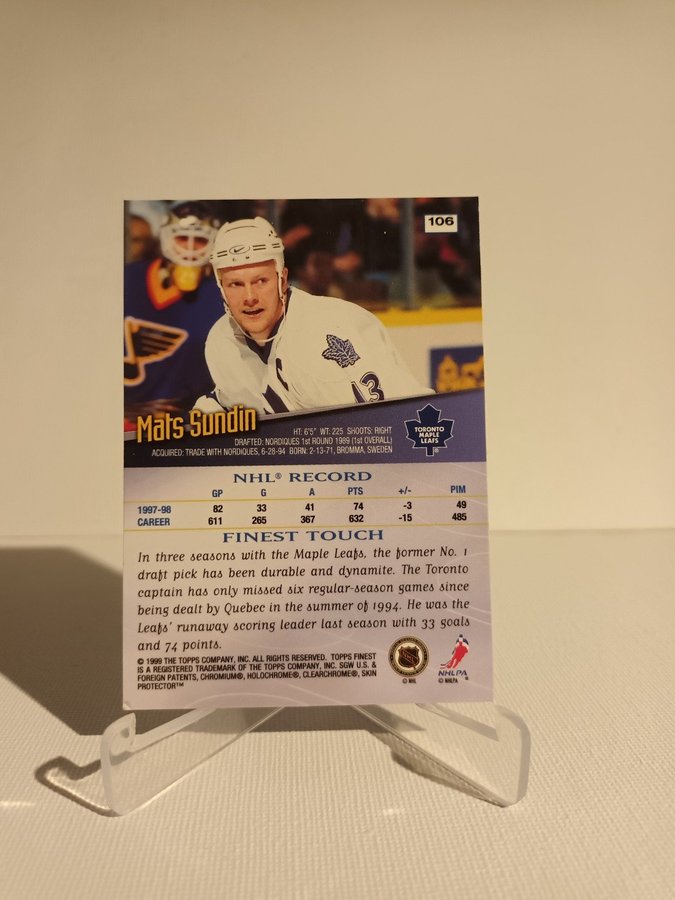 106
C
13
Mats Sundin
HT: 6'5" WT: 225 SHOOTS: RIGHT
DRAFTED: NORDIQUES 1st ROUND 1989 (1st OVERALL)
ACQUIRED: TRADE WITH NORDIQUES, 6-28-94 BORN: 2-13-71, BROMMA, SWEDEN
TORONTO
MAPLE
LEAFS
NHL® RECORD
GP G A PTS +/- PIM
1997-98 82 33 41 74 -3 49
CAREER 611 265 367 632 -15 485
FINEST TOUCH
In three seasons with the Maple Leafs, the former No. 1
draft pick has been durable and dynamite. The Toronto
captain has only missed six regular-season games since
being dealt by Quebec in the summer of 1994. He was the
Leafs' runaway scoring leader last season with 33 goals
and 74 points.
© 1999 THE TOPPS COMPANY, INC. ALL RIGHTS RESERVED. TOPPS FINEST
IS A REGISTERED TRADEMARK OF THE TOPPS COMPANY, INC. SGW U.S. &
FOREIGN PATENTS, CHROMIUM®, HOLOCHROME®, CLEARCHROME®, SKIN
PROTECTOR™
NHL
© NHL
NHLPA
© NHLPA